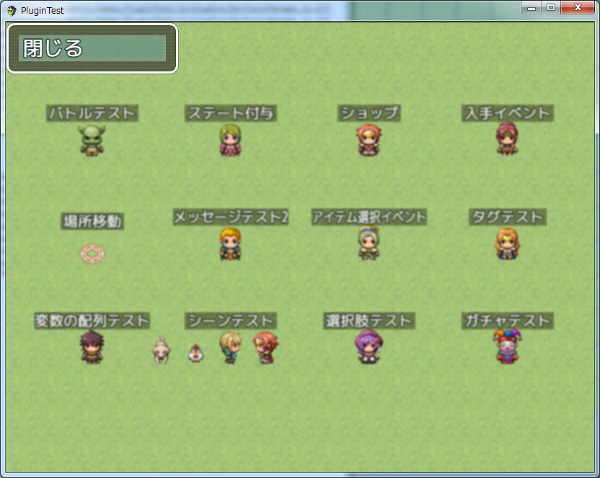 PluginTest
閉じる
バトルテスト
ステート付与
ショップ
入手イベント
場所移動
メッセージテスト2
アイテム選択イベント
タグテスト
変数の配列テスト
シーンテスト
選択肢テスト
ガチャテスト